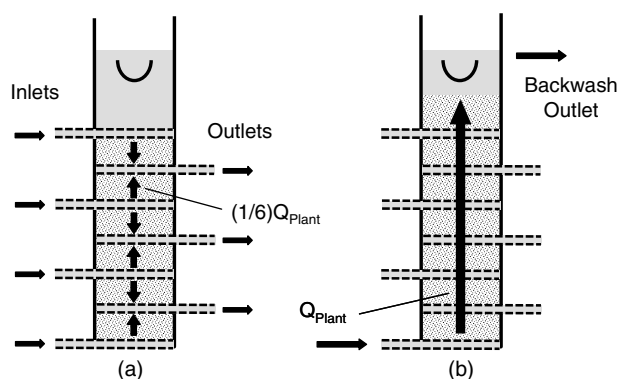 Inlets
Outlets
(1/6)Q_Plant
(a)
Backwash
Outlet
Q_Plant
(b)